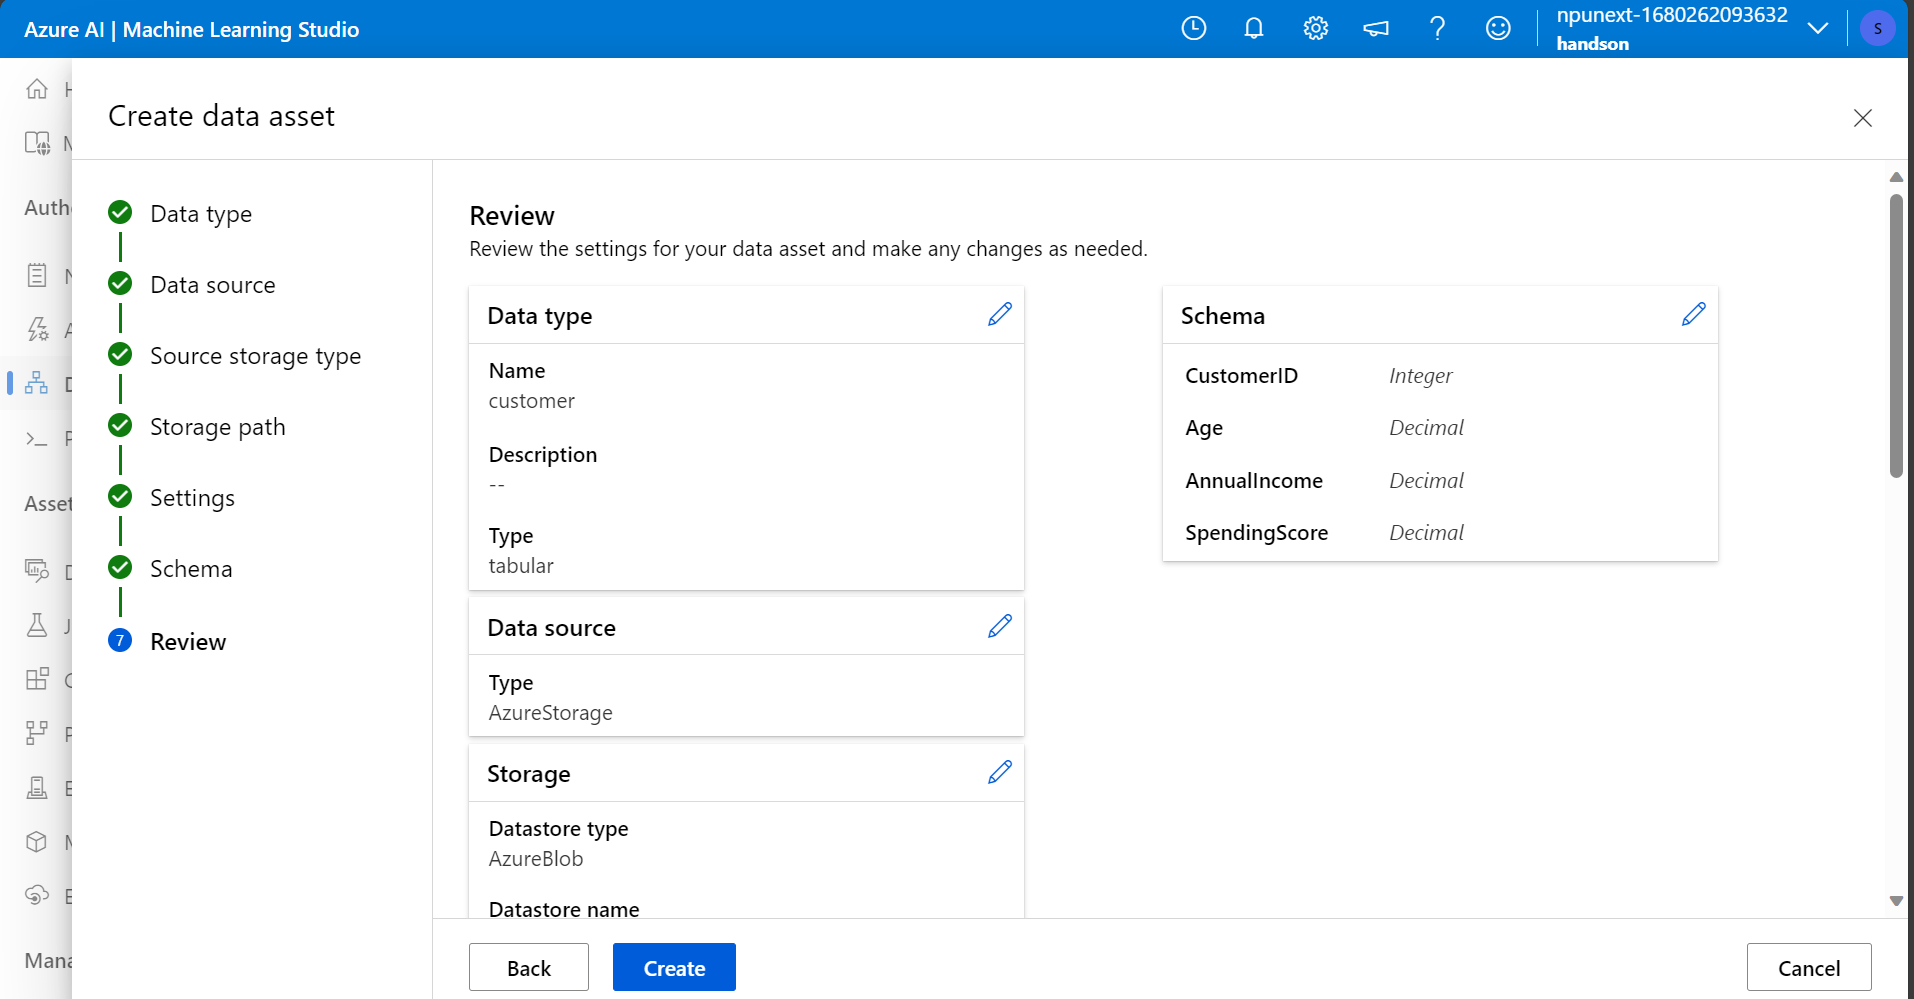 Azure AI | Machine Learning Studio
npunext-1680262093632
handson
S
Create data asset
Data type
Data source
Source storage type
Storage path
Settings
Schema
7 Review
Review
Review the settings for your data asset and make any changes as needed.
Data type
Name
customer
Description
--
Type
tabular
Data source
Type
AzureStorage
Storage
Datastore type
AzureBlob
Datastore name
Schema
CustomerID Integer
Age Decimal
AnnualIncome Decimal
SpendingScore Decimal
Back
Create
Cancel